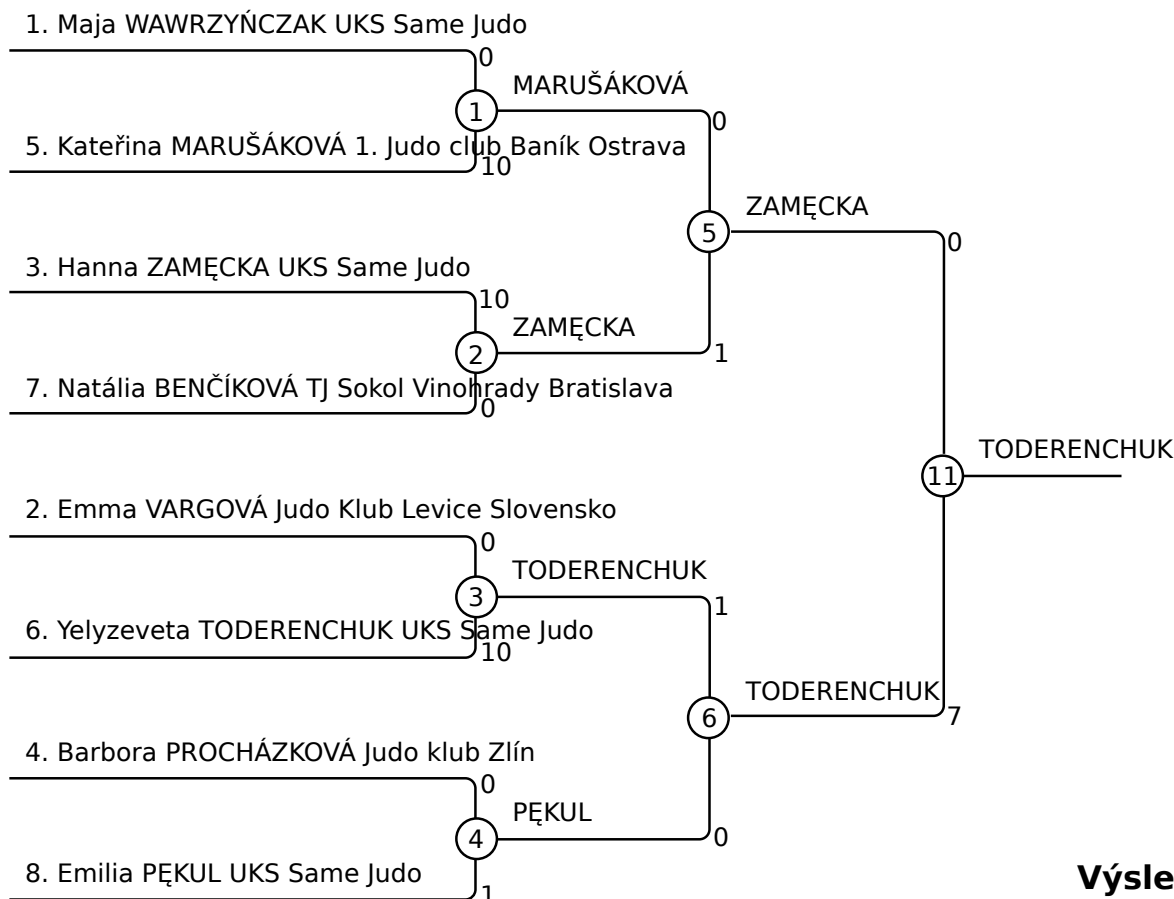 1. Maja WAWRZYŃCZAK UKS Same Judo
0
MARUŠÁKOVÁ
1
0
5. Kateřina MARUŠÁKOVÁ 1. Judo club Baník Ostrava
10
ZAMĘCKA
5
0
3. Hanna ZAMĘCKA UKS Same Judo
10
ZAMĘCKA
2
1
7. Natália BENČÍKOVÁ TJ Sokol Vinohrady Bratislava
0
TODERENCHUK
11
2. Emma VARGOVÁ Judo Klub Levice Slovensko
0
TODERENCHUK
3
1
6. Yelyzeveta TODERENCHUK UKS Same Judo
10
TODERENCHUK
6
7
4. Barbora PROCHÁZKOVÁ Judo klub Zlín
0
PĘKUL
4
0
8. Emilia PĘKUL UKS Same Judo
1
Výsle